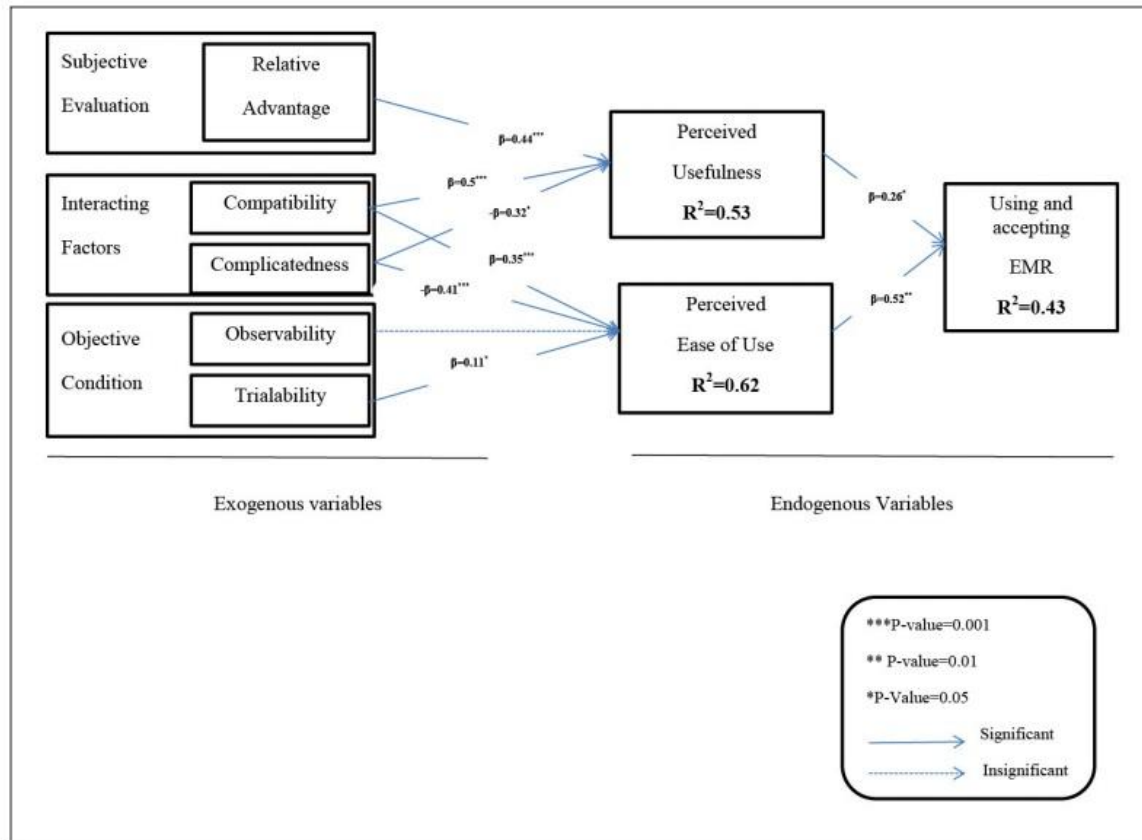 Subjective
Evaluation
Relative
Advantage
Interacting
Factors
Compatibility
Complicatedness
Objective
Condition
Observability
Trialability
β=0.44***
β=0.5***
-β=0.32*
β=0.35***
-β=0.41***
β=0.11*
Perceived
Usefulness
R²=0.53
Perceived
Ease of Use
R²=0.62
β=0.26*
β=0.52**
Using and
accepting
EMR
R²=0.43
Exogenous variables
Endogenous Variables
***P-value=0.001
** P-value=0.01
*P-Value=0.05
Significant
Insignificant